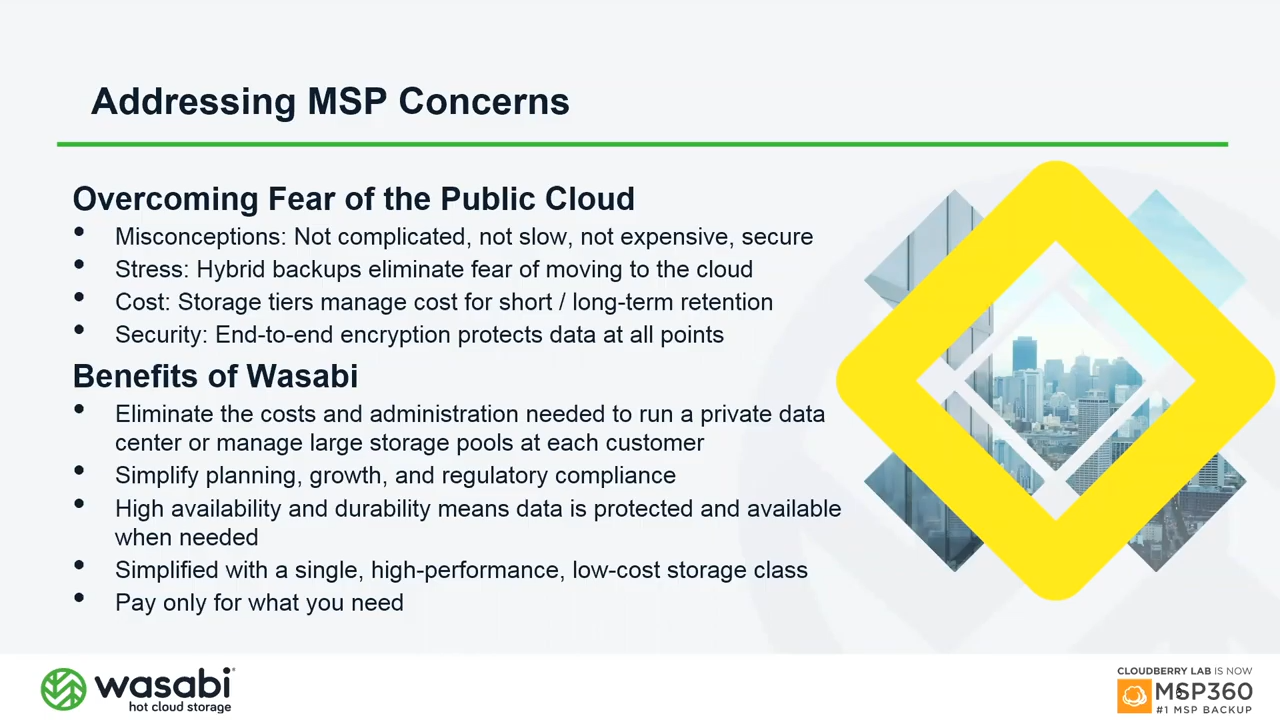 Addressing MSP Concerns
Overcoming Fear of the Public Cloud
• Misconceptions: Not complicated, not slow, not expensive, secure
• Stress: Hybrid backups eliminate fear of moving to the cloud
• Cost: Storage tiers manage cost for short / long-term retention
• Security: End-to-end encryption protects data at all points
Benefits of Wasabi
• Eliminate the costs and administration needed to run a private data
center or manage large storage pools at each customer
• Simplify planning, growth, and regulatory compliance
• High availability and durability means data is protected and available
when needed
• Simplified with a single, high-performance, low-cost storage class
• Pay only for what you need
wasabi
hot cloud storage
CLOUDBERRY LAB IS NOW
MSP360
#1 MSP BACKUP